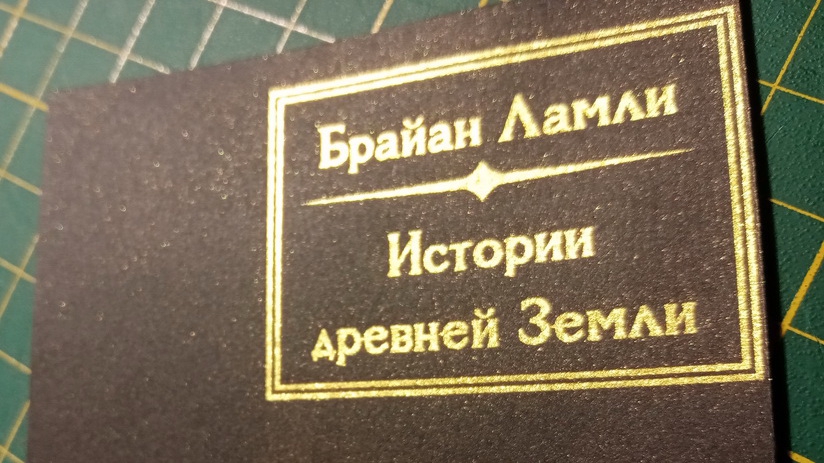 Брайан Ламли
Истории
древней Земли